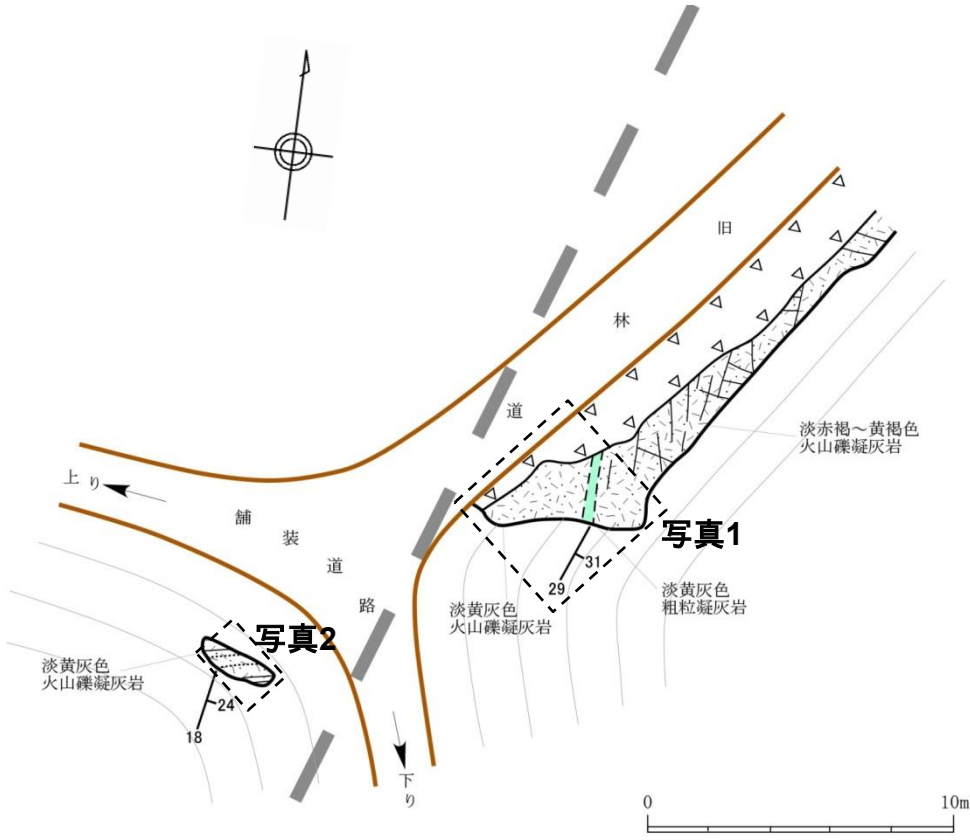 旧
林
道
淡赤褐～黄褐色
火山礫凝灰岩
上り
舗
装
道
路
写真1
31
29
淡黄灰色
粗粒凝灰岩
淡黄灰色
火山礫凝灰岩
写真2
淡黄灰色
火山礫凝灰岩
24
18
下り
0
10m